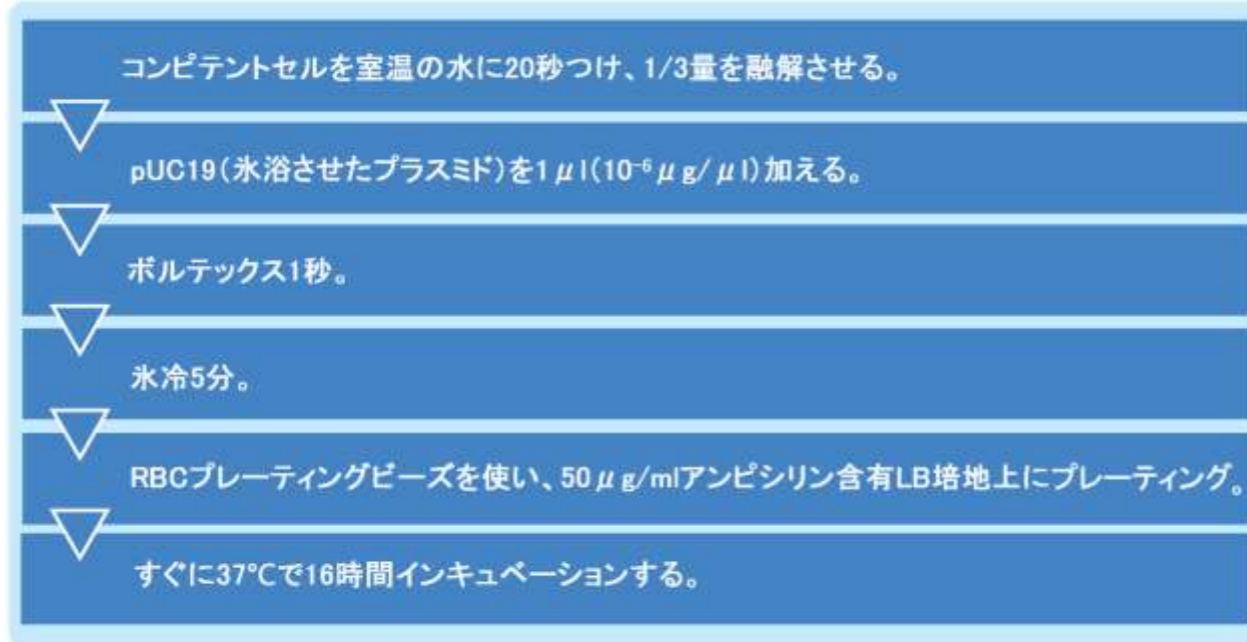 コンピテントセルを室温の水に20秒つけ、1/3量を融解させる。
pUC19(氷浴させたプラスミド)を1μl(10⁻⁶μg/μl)加える。
ボルテックス1秒。
氷冷5分。
RBCプレーティングビーズを使い、50μg/mlアンピシリン含有LB培地上にプレーティング。
すぐに37℃で16時間インキュベーションする。